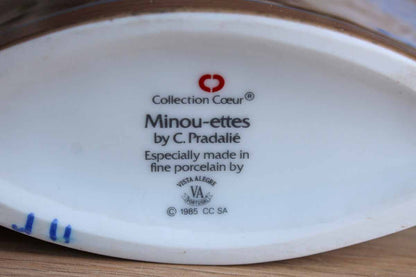 Collection Cœur®
Minou-ettes
by C. Pradalié
Especially made in
fine porcelain by
VISTA ALEGRE
VA
PORTUGAL
© 1985 CC SA